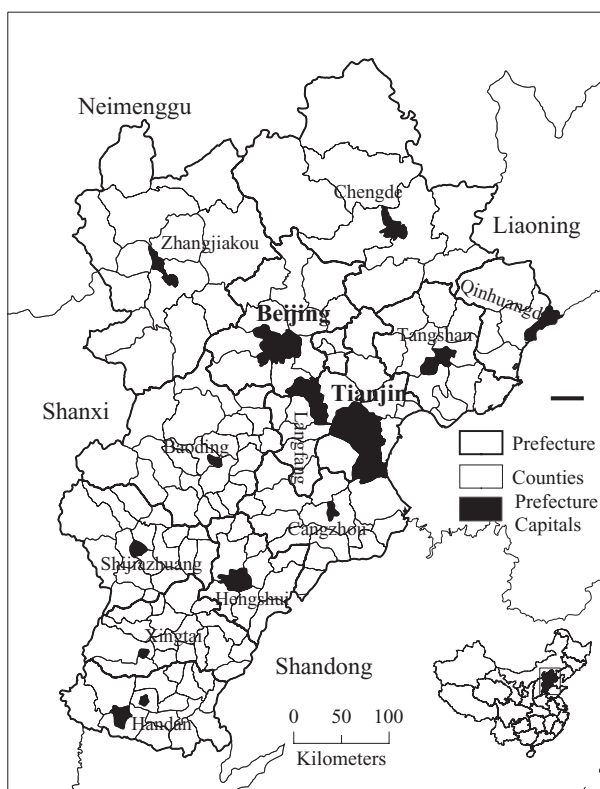 Neimenggu
Chengde
Liaoning
Zhangjiakou
Qinhuangd
Beijing
Tangshan
Tianjin
Shanxi
Langfang
Baoding
Prefecture
Counties
Prefecture
Capitals
Cangzhou
Shijiazhuang
Hengshui
Xingtai
Shandong
Handan
0 50 100
Kilometers